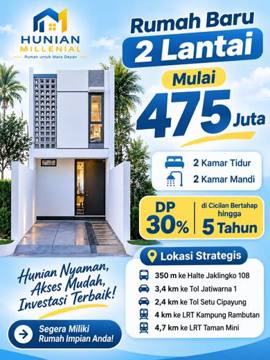 HUNIAN
MILLENIAL
Rumah untuk Masa Depan
Rumah Baru
2 Lantai
Mulai
475 Juta
2 Kamar Tidur
2 Kamar Mandi
DP
30%
di Cicilan Bertahap
hingga
5 Tahun
Lokasi Strategis
350 m ke Halte Jaklingko 108
3,4 km ke Tol Jatiwarna 1
2,4 km ke Tol Setu Cipayung
4 km ke LRT Kampung Rambutan
4,7 km ke LRT Taman Mini
Hunian Nyaman,
Akses Mudah,
Investasi Terbaik!
Segera Miliki
Rumah Impian Anda!